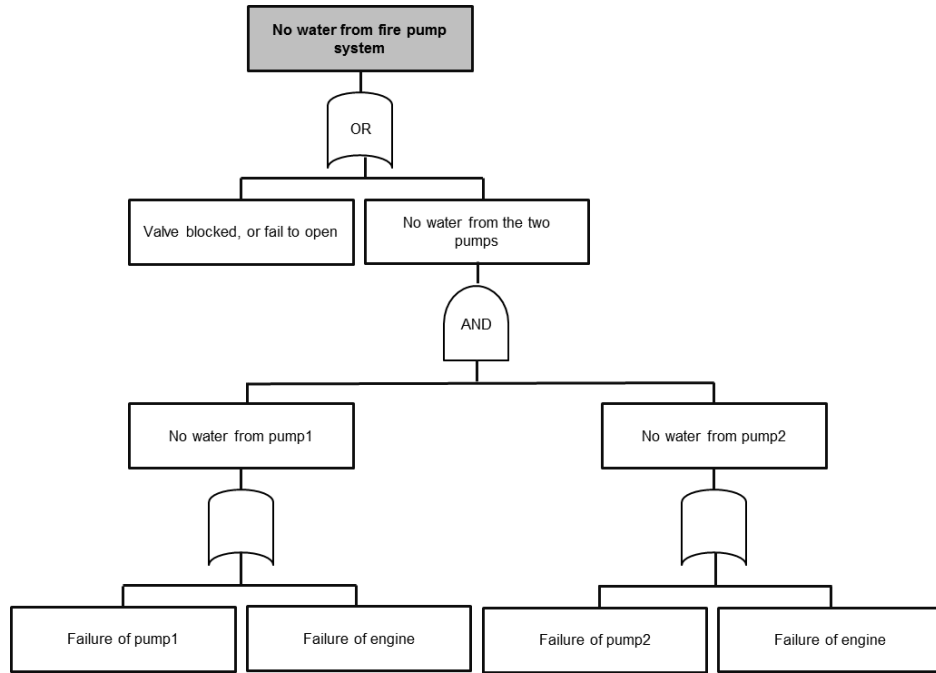 No water from fire pump
system
OR
Valve blocked, or fail to open
No water from the two
pumps
AND
No water from pump1
No water from pump2
Failure of pump1
Failure of engine
Failure of pump2
Failure of engine